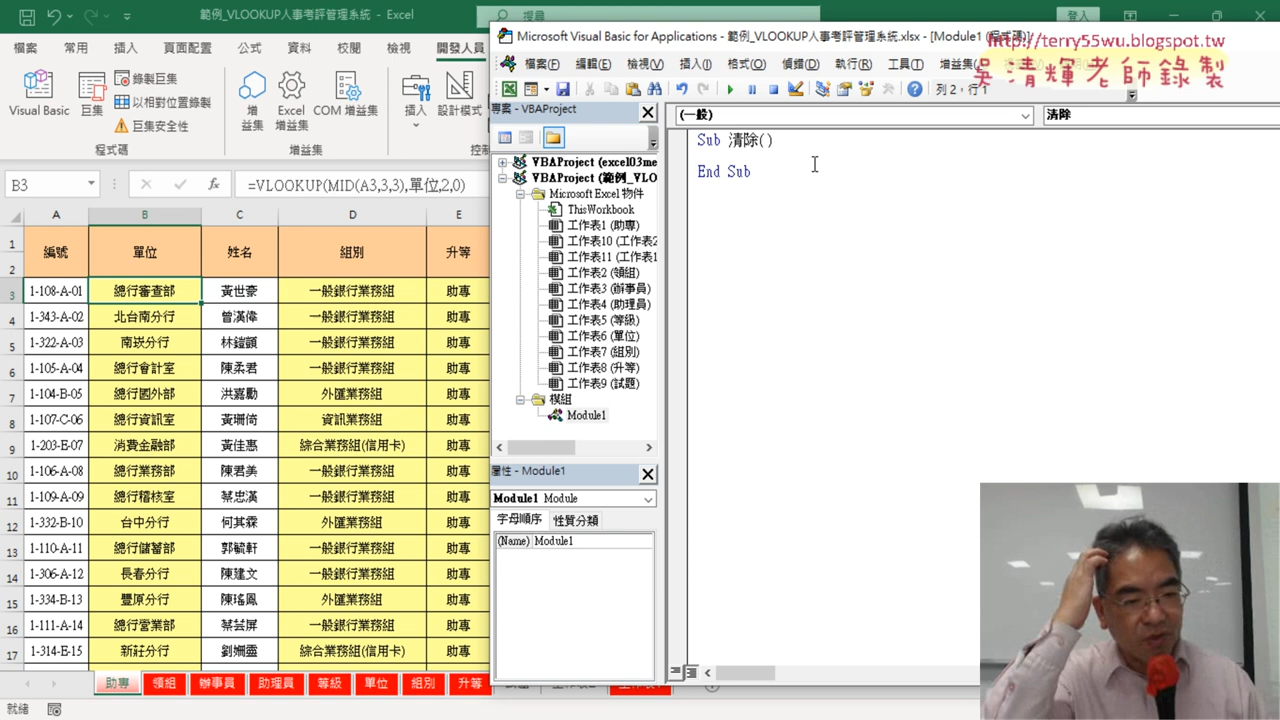 範例_VLOOKUP人事考評管理系統 - Excel
搜尋
登入
檔案 常用 插入 頁面配置 公式 資料 校閱 檢視 開發人員
Visual Basic
巨集
錄製巨集
以相對位置錄製
巨集安全性
程式碼
增益集
Excel 增益集
COM 增益集
增益集
插入
設計模式
B3
=VLOOKUP(MID(A3,3,3),單位,2,0)
A B C D E
1 編號 單位 姓名 組別 升等
2
3 1-108-A-01 總行審查部 黃世豪 一般銀行業務組 助專
4 1-343-A-02 北台南分行 曾漢偉 一般銀行業務組 助專
5 1-322-A-03 南崁分行 林鎧顗 一般銀行業務組 助專
6 1-105-A-04 總行會計室 陳柔君 一般銀行業務組 助專
7 1-104-B-05 總行國外部 洪嘉勵 外匯業務組 助專
8 1-107-C-06 總行資訊室 黃珊倚 資訊業務組 助專
9 1-203-E-07 消費金融部 黃佳惠 綜合業務組(信用卡) 助專
10 1-106-A-08 總行業務部 陳君美 一般銀行業務組 助專
11 1-109-A-09 總行稽核室 蔡忠漢 一般銀行業務組 助專
12 1-332-B-10 台中分行 何其霖 外匯業務組 助專
13 1-110-A-11 總行儲蓄部 郭毓軒 一般銀行業務組 助專
14 1-306-A-12 長春分行 陳建文 一般銀行業務組 助專
15 1-334-B-13 豐原分行 陳瑤鳳 外匯業務組 助專
16 1-111-A-14 總行營業部 蔡芸屏 一般銀行業務組 助專
17 1-314-E-15 新莊分行 劉姍靈 綜合業務組(信用卡) 助專
助專 領組 辦事員 助理員 等級 單位 組別 升等
就緒
Microsoft Visual Basic for Applications - 範例_VLOOKUP人事考評管理系統.xlsx - [Module1 (程式碼)]
http://terry55wu.blogspot.tw
吳清輝老師錄製
檔案(F) 編輯(E) 檢視(V) 插入(I) 格式(O) 偵錯(D) 執行(R) 工具(T) 增益集(
列 2，行 1
專案 - VBAProject
VBAProject (excel03me
VBAProject (範例_VLO
Microsoft Excel 物件
ThisWorkbook
工作表1 (助專)
工作表10 (工作表2
工作表11 (工作表1
工作表2 (領組)
工作表3 (辦事員)
工作表4 (助理員)
工作表5 (等級)
工作表6 (單位)
工作表7 (組別)
工作表8 (升等)
工作表9 (試題)
模組
Module1
屬性 - Module1
Module1 Module
字母順序 性質分類
(Name) Module1
(一般) 清除
Sub 清除()
End Sub